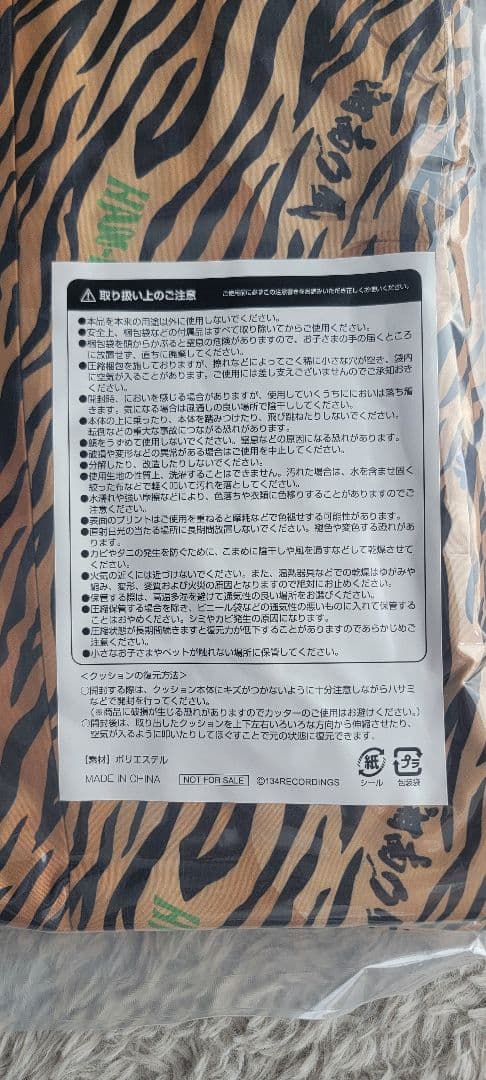 HAN
取り扱い上のご注意 ご使用前に必ずこの注意書きをお読みいただき正しくお使いください。
●本品を本来の用途以外に使用しないでください。
●安全上、梱包袋などの付属品はすべて取り除いてからご使用ください。
●梱包袋を頭からかぶると窒息の危険がありますので、お子さまの手の届くところ
に放置せず、直ちに廃棄してください。
●圧縮梱包を施しておりますが、擦れなどによってごく稀に小さな穴が空き、袋内
に空気が入ることがあります。ご使用には差し支えございませんのでご承知おき
ください。
●開封時、においを感じる場合がありますが、使用していくうちににおいは落ち着
きます。気になる場合は風通しの良い場所で陰干ししてください。
●本体の上に乗ったり、本体を踏みつけたり、飛び跳ねたりしないでください。
転倒などの重大な事故につながる恐れがあります。
●顔をうずめて使用しないでください。窒息などの原因になる恐れがあります。
●破損や変形などの異常がある場合はご使用を中止してください。
●分解したり、改造したりしないでください。
●使用生地の性質上、洗濯することはできません。汚れた場合は、水を含ませ固く
絞った布などで軽く叩いて汚れを落としてください。
●水濡れや強い摩擦などにより、色落ちや衣類に色移りすることがありますのでご
注意ください。
●表面のプリントはご使用を重ねると摩耗などで色褪せする可能性があります。
●直射日光の当たる場所に長期間放置しないでください。褪色や変色する恐れがあ
ります。
●カビやダニの発生を防ぐために、こまめに陰干しや風を通すなどして乾燥させて
ください。
●火気の近くには近づけないでください。また、温熱器具などでの乾燥はゆがみや
縮み、変形、変質および火災の原因となりますので絶対にお止めください。
●保管する際は、高温多湿を避けて通気性の良い場所をお選びください。
●圧縮保管する場合を除き、ビニール袋などの通気性の悪いものに入れて保管する
ことはおやめください。シミやカビ発生の原因になります。
●圧縮状態が長期間続きますと復元力が低下することがありますのであらかじめご
注意ください。
●小さなお子さまやペットが触れない場所に保管してください。
<クッションの復元方法>
○開封する際は、クッション本体にキズがつかないように十分注意しながらハサミ
などで開封を行ってください。
(※商品に破損が生じる恐れがありますのでカッターのご使用はお避けください。)
○開封後は、取り出したクッションを上下左右いろいろな方向から伸縮させたり、
空気が入るように叩いたりしてほぐすことで元の状態に復元できます。
【素材】ポリエステル
MADE IN CHINA NOT FOR SALE ©134RECORDINGS
紙 シール
プラ 包装袋